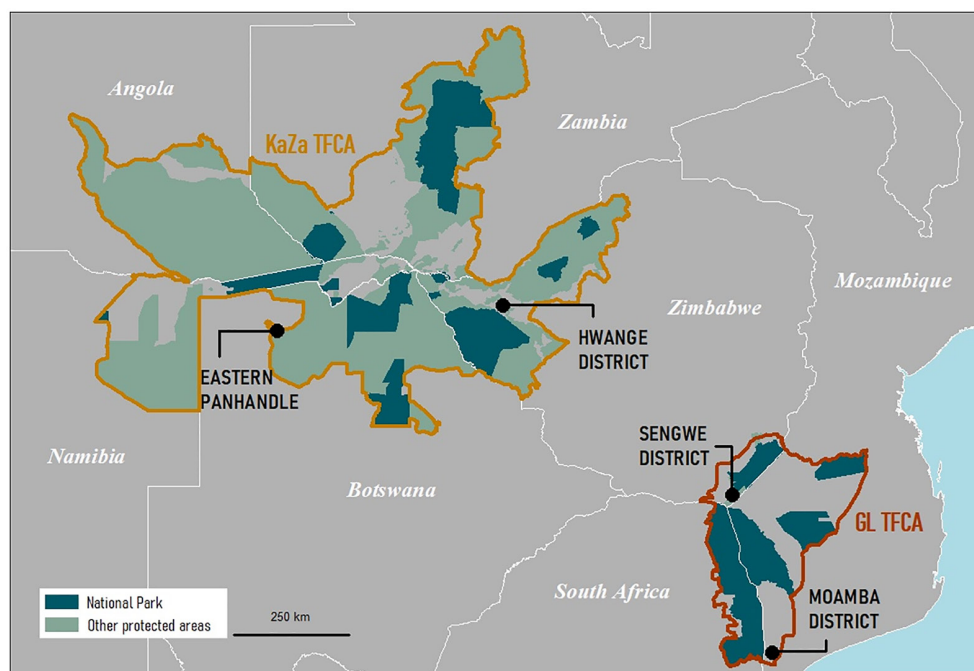 Angola
Zambia
KaZa TFCA
Mozambique
Zimbabwe
HWANGE
DISTRICT
EASTERN
PANHANDLE
SENGWE
DISTRICT
Namibia
Botswana
GL TFCA
South Africa
MOAMBA
DISTRICT
National Park
Other protected areas
250 km